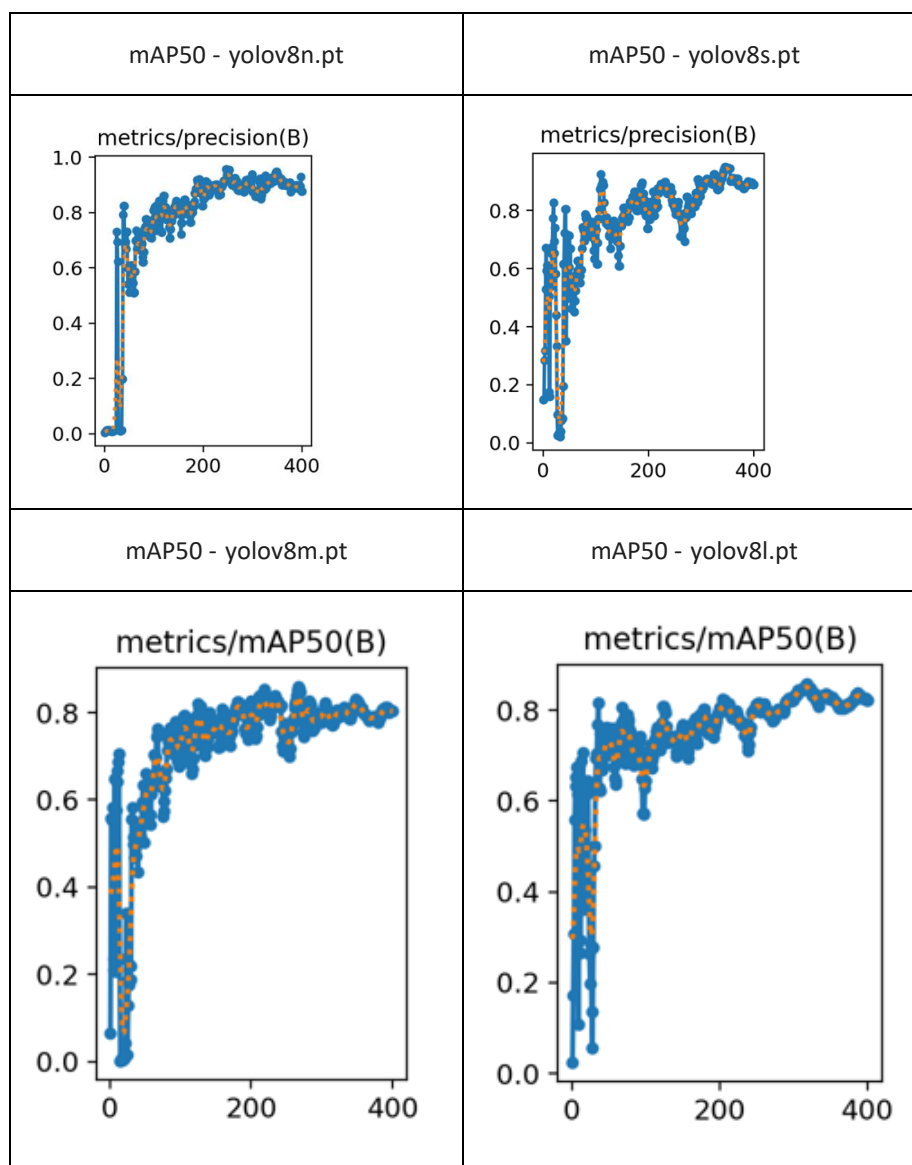 mAP50 - yolov8n.pt
mAP50 - yolov8s.pt
metrics/precision(B)
1.0
0.8
0.6
0.4
0.2
0.0
0 200 400
metrics/precision(B)
0.8
0.6
0.4
0.2
0.0
0 200 400
mAP50 - yolov8m.pt
mAP50 - yolov8l.pt
metrics/mAP50(B)
0.8
0.6
0.4
0.2
0.0
0 200 400
metrics/mAP50(B)
0.8
0.6
0.4
0.2
0.0
0 200 400